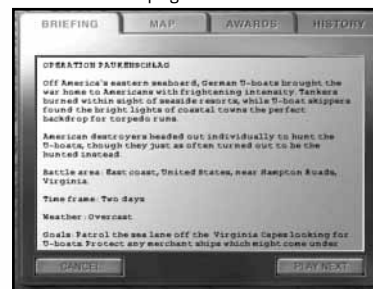 BRIEFING MAP AWARDS HISTORY
OPERATION PAUKENSCHLAG
Off America's eastern seaboard, German U-boats brought the
war home to Americans with frightening intensity. Tankers
burned within sight of seaside resorts, while U-boat skippers
found the bright lights of coastal towns the perfect
backdrop for torpedo runs.
American destroyers headed out individually to hunt the
U-boats, though they just as often turned out to be the
hunted instead.
Battle area: East coast, United States, near Hampton Roads,
Virginia.
Time frame: Two days
Weather: Overcast
Goals: Patrol the sea lane off the Virginia Capes looking for
U-boats. Protect any merchant ships which might come under
CANCEL PLAY NEXT